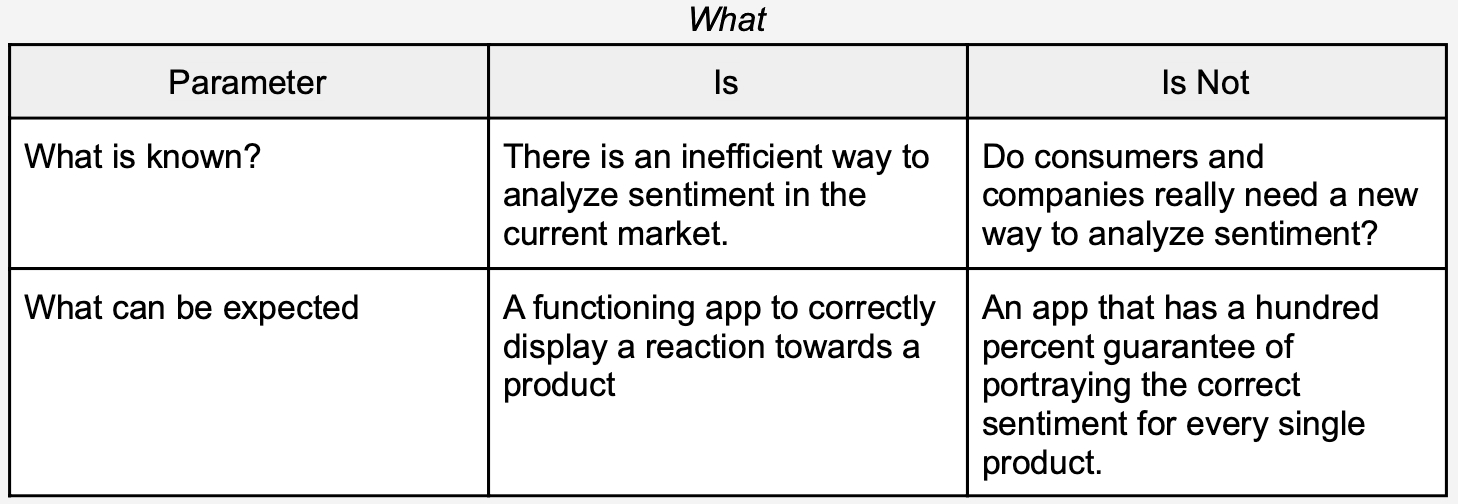 What
Parameter
Is
Is Not
What is known?
There is an inefficient way to
analyze sentiment in the
current market.
Do consumers and
companies really need a new
way to analyze sentiment?
What can be expected
A functioning app to correctly
display a reaction towards a
product
An app that has a hundred
percent guarantee of
portraying the correct
sentiment for every single
product.